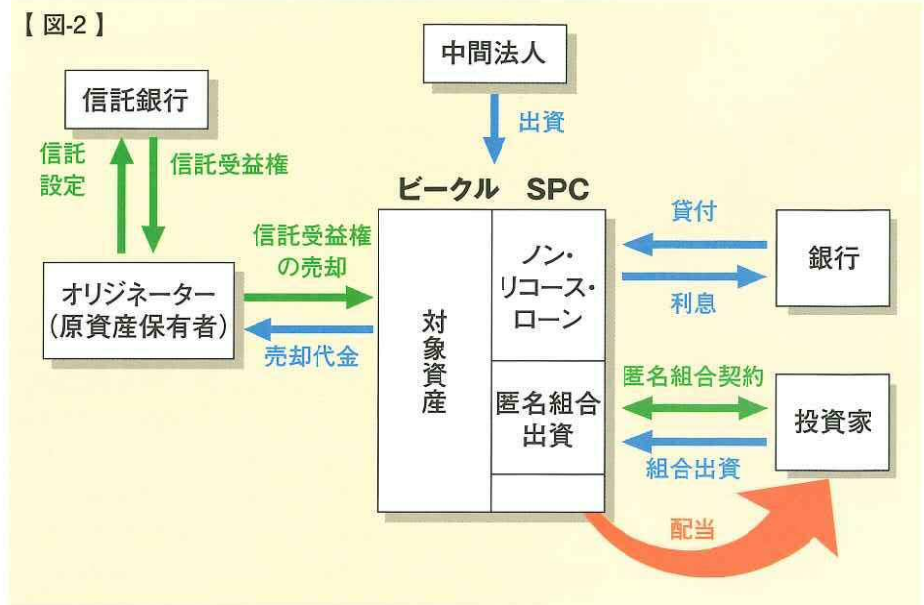 【 図-2 】
中間法人
信託銀行
出資
信託
設定
信託受益権
ビークル SPC
信託受益権
の売却
オリジネーター
(原資産保有者)
売却代金
対象資産
ノン・
リコース・
ローン
貸付
利息
銀行
匿名組合
出資
匿名組合契約
組合出資
投資家
配当